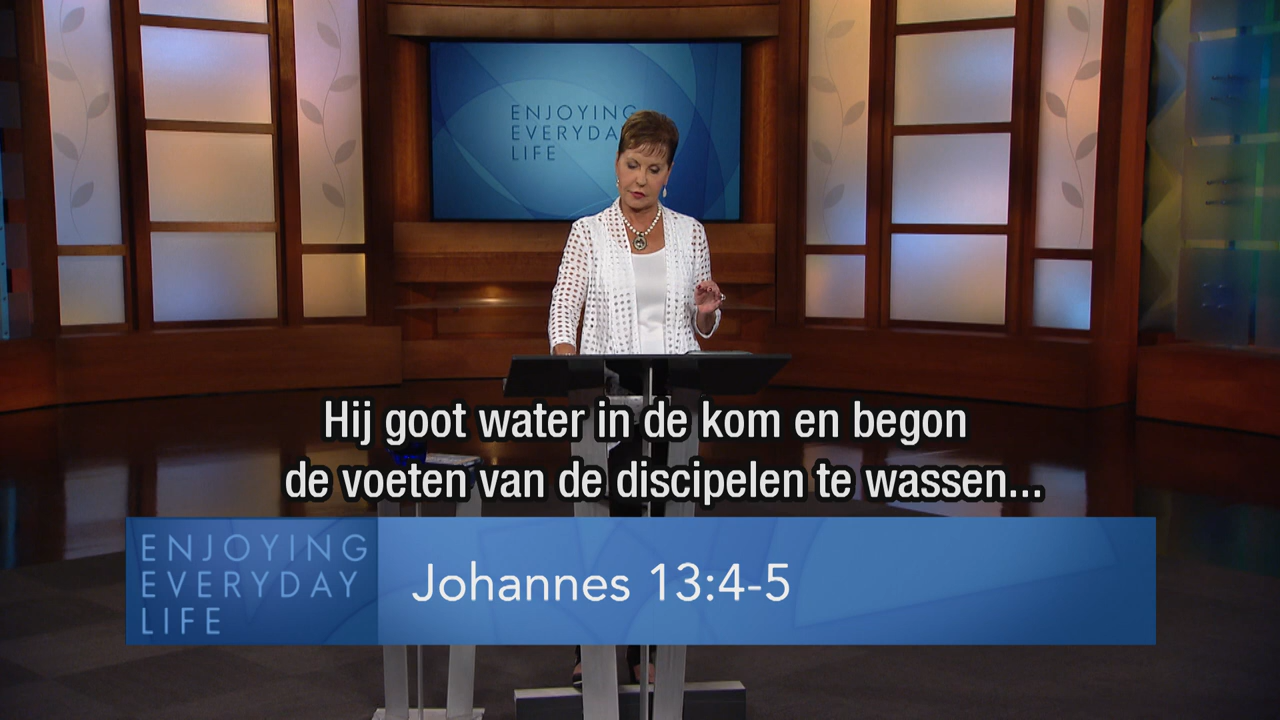 ENJOYING
EVERYDAY
LIFE
Hij goot water in de kom en begon
de voeten van de discipelen te wassen...
ENJOYING
EVERYDAY
LIFE
Johannes 13:4-5